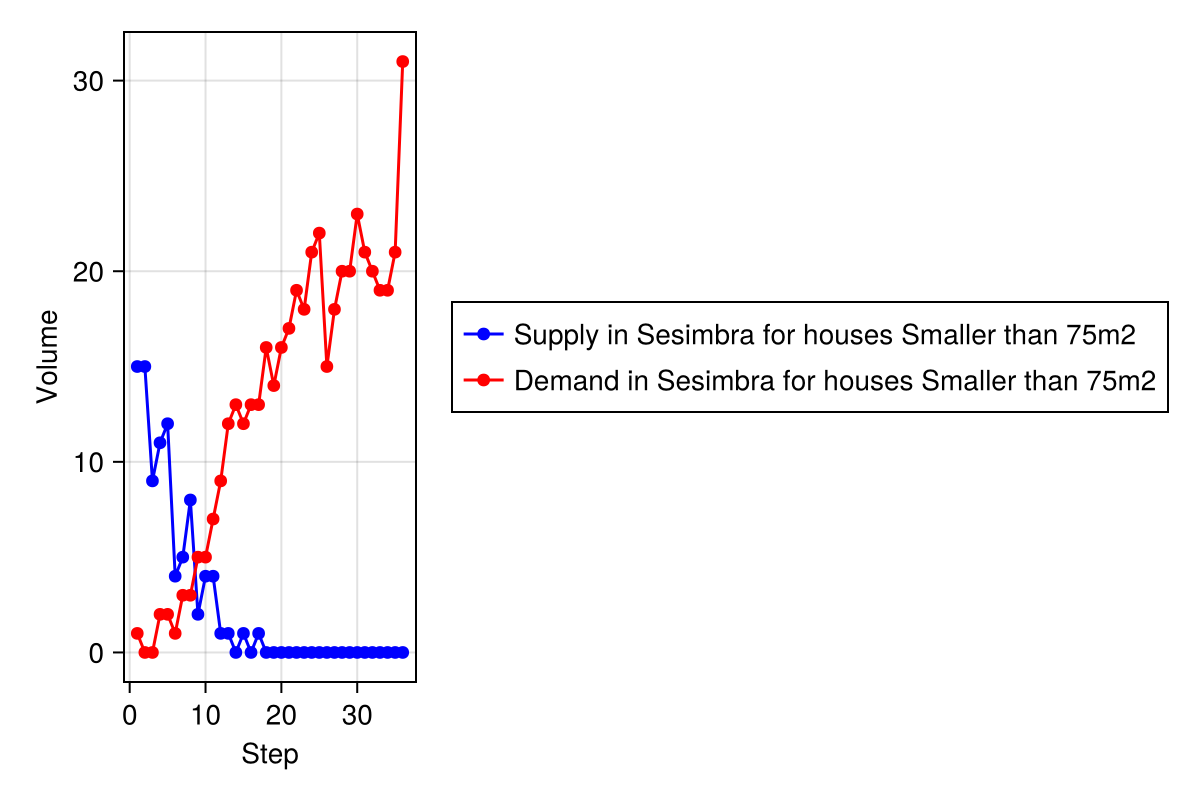 30
20
10
0
Volume
0 10 20 30
Step
Supply in Sesimbra for houses Smaller than 75m2
Demand in Sesimbra for houses Smaller than 75m2